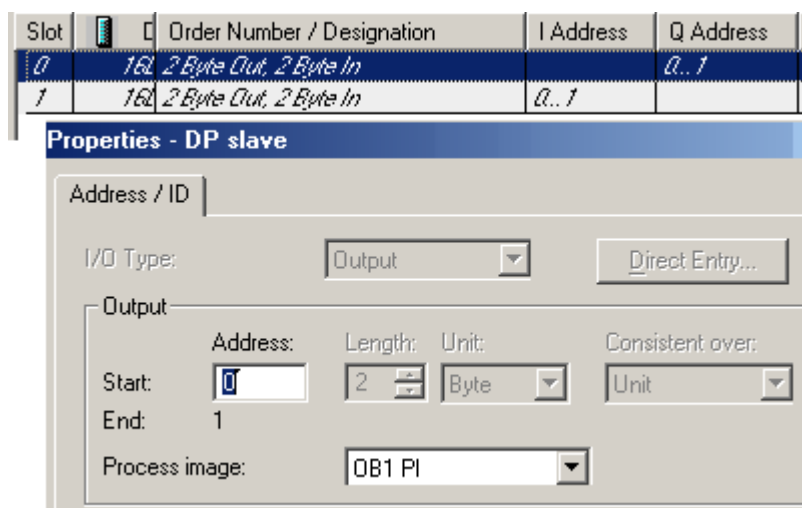 Slot D Order Number / Designation I Address Q Address
0 16D 2 Byte Out, 2 Byte In 0..1
1 16D 2 Byte Out, 2 Byte In 0..1
Properties - DP slave
Address / ID
I/O Type: Output Direct Entry...
Output
Address: Length: Unit: Consistent over:
Start: 0 2 Byte Unit
End: 1
Process image: OB1 PI